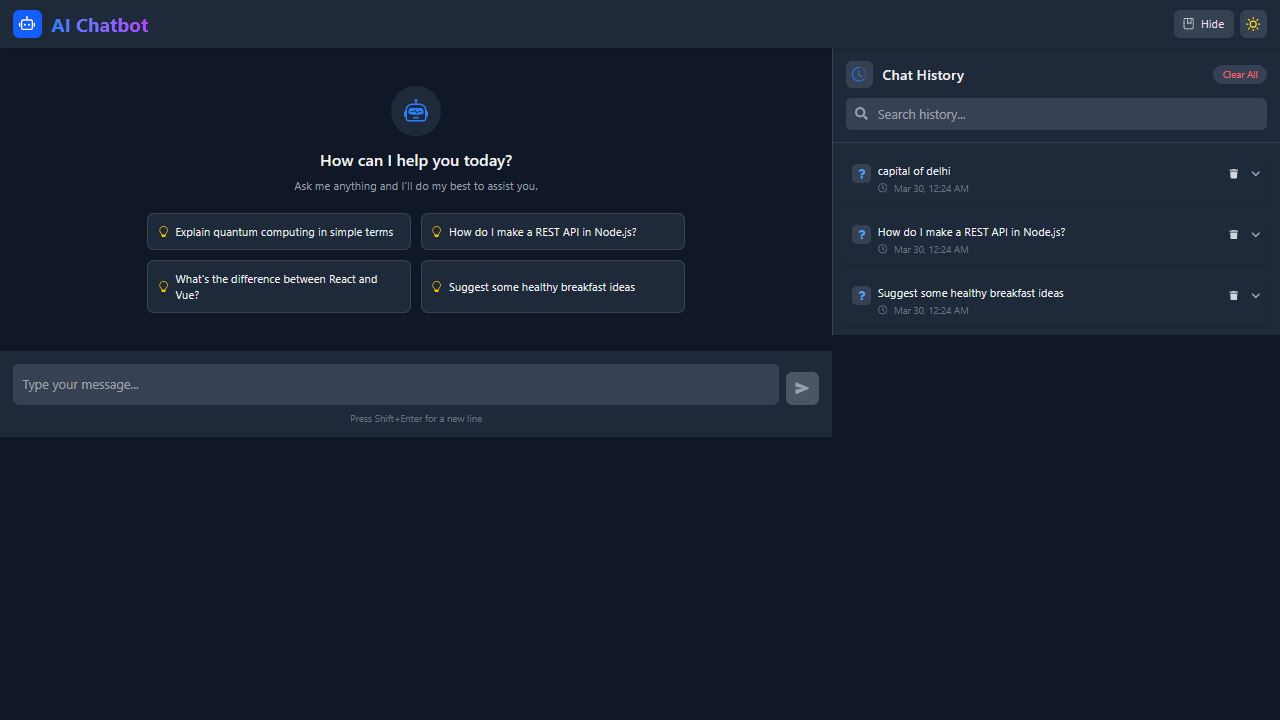 AI Chatbot
Hide
How can I help you today?
Ask me anything and I'll do my best to assist you.
Explain quantum computing in simple terms
How do I make a REST API in Node.js?
What's the difference between React and
Vue?
Suggest some healthy breakfast ideas
Type your message...
Press Shift+Enter for a new line
Chat History
Clear All
Search history...
capital of delhi
Mar 30, 12:24 AM
How do I make a REST API in Node.js?
Mar 30, 12:24 AM
Suggest some healthy breakfast ideas
Mar 30, 12:24 AM